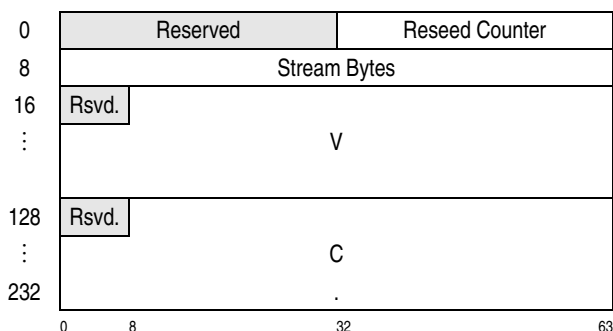 0 Reserved Reseed Counter
8 Stream Bytes
16 Rsvd.
⋮ V
128 Rsvd.
⋮ C
232 .
0 8 32 63